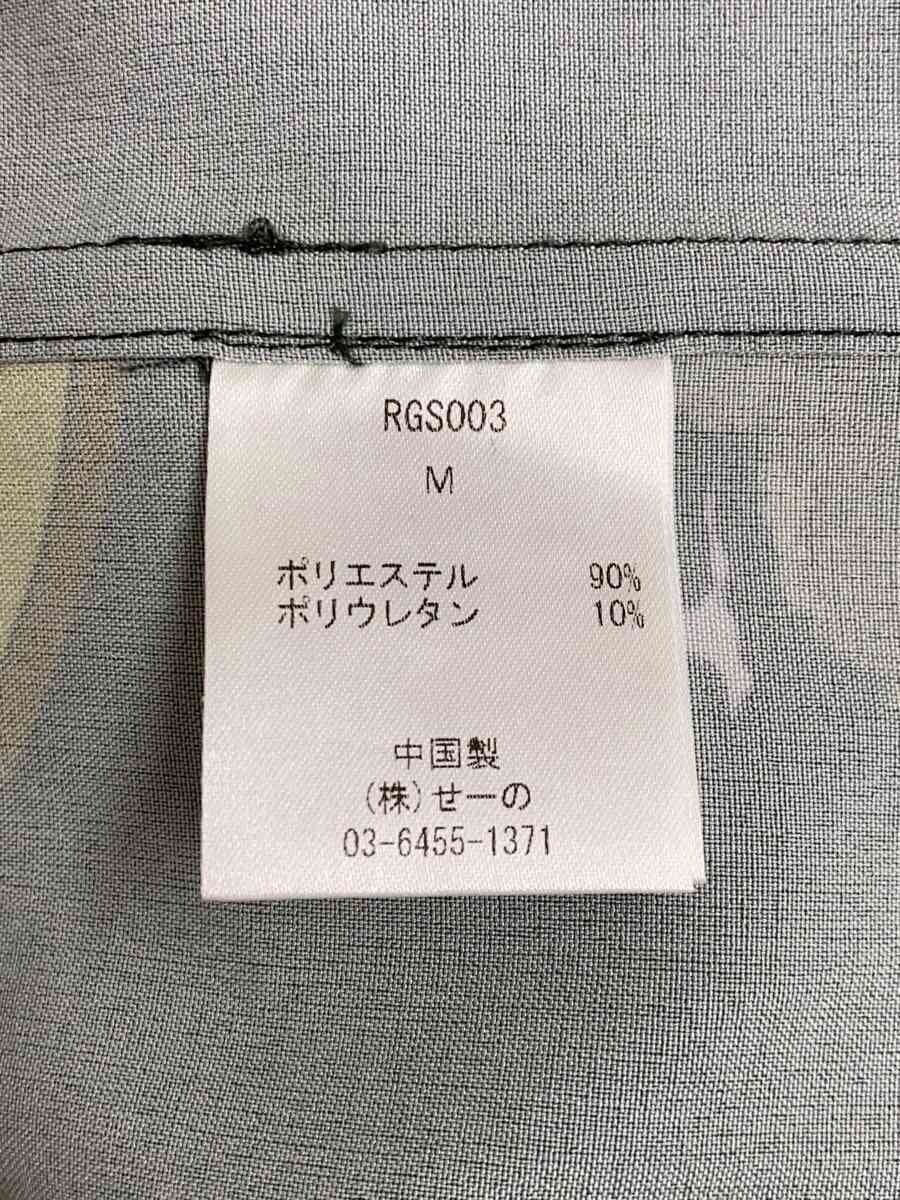 RGS003
M
ポリエステル 90%
ポリウレタン 10%
中国製
(株)せーの
03-6455-1371